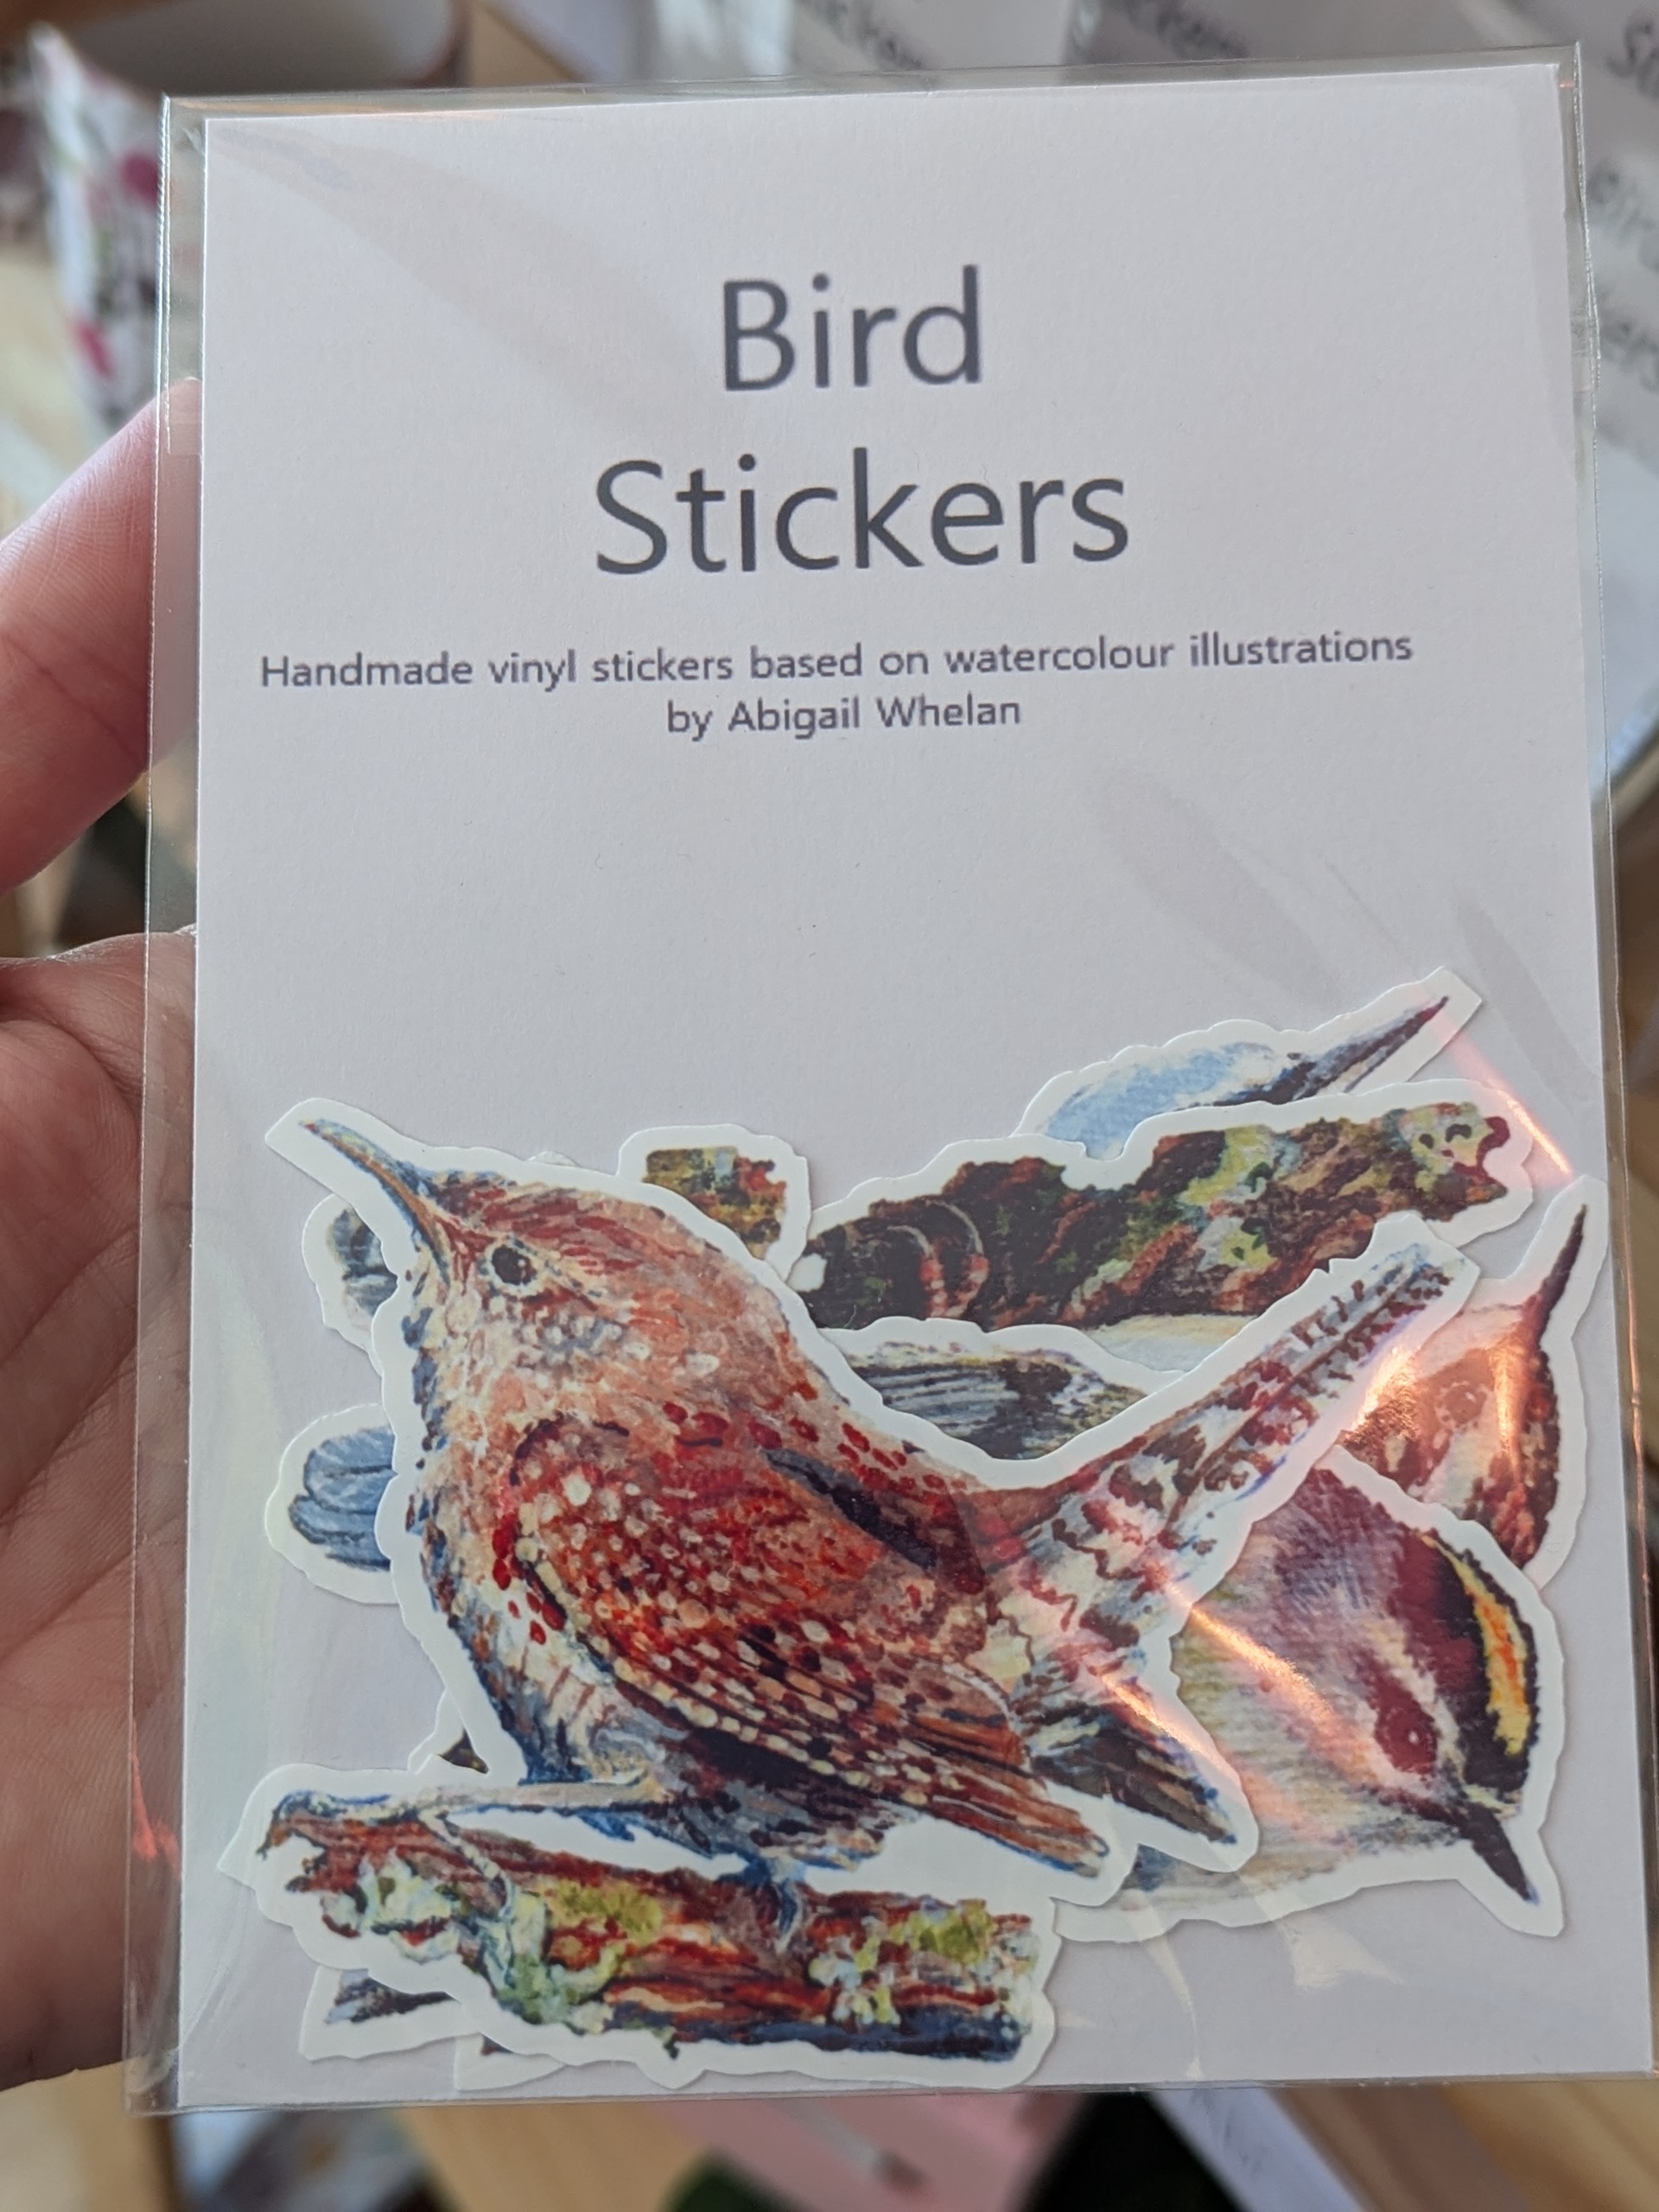 Bird
Stickers
Handmade vinyl stickers based on watercolour illustrations
by Abigail Whelan